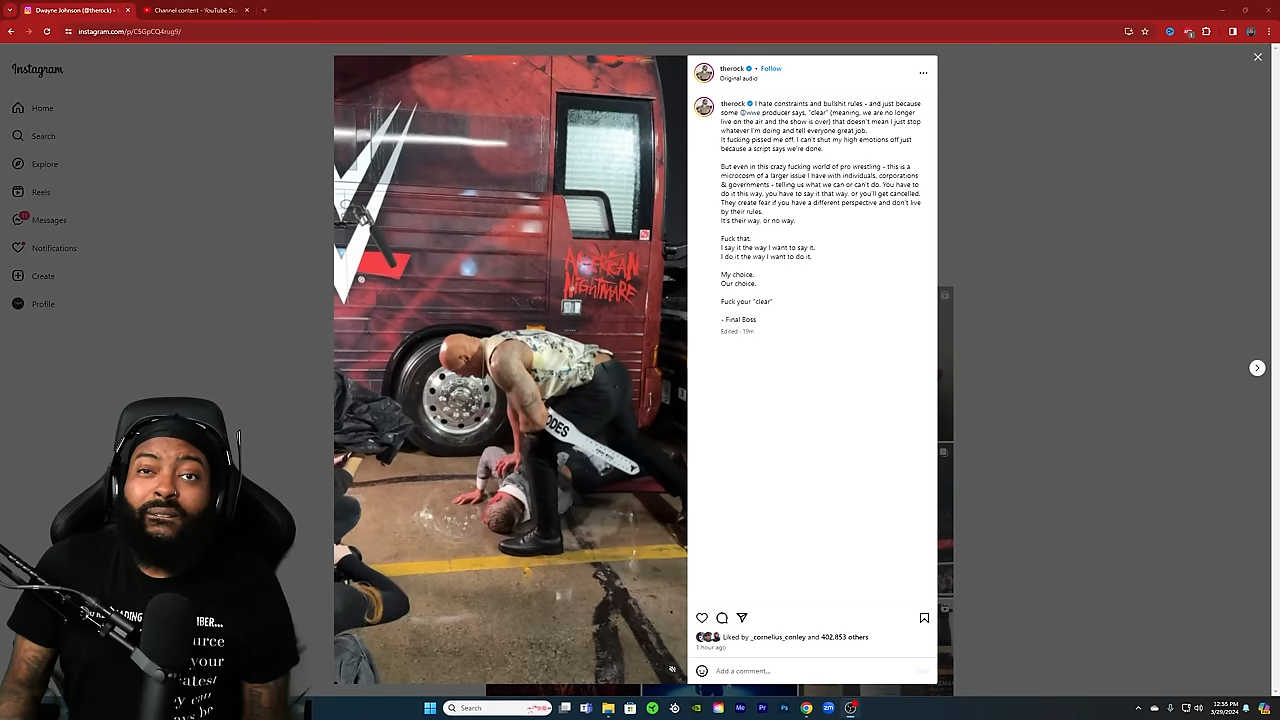 Dwayne Johnson (@therock) •
Channel content - YouTube Stu
instagram.com/p/C5GpCQ4rug9/
Instagram
Home
Search
Explore
Reels
Messages
Notifications
Create
Profile
therock • Follow
Original audio
therock I hate constraints and bullshit rules - and just because
some @wwe producer says, "clear" (meaning, we are no longer
live on the air and the show is over) that doesn't mean I just stop
whatever I'm doing and tell everyone great job.
It fucking pissed me off. I can't shut my high emotions off just
because a script says we're done.
But even in this crazy fucking world of pro wrestling - this is a
microcosm of a larger issue I have with individuals, corporations
& governments - telling us what we can or can't do. You have to
do it this way, you have to say it that way, or you'll get cancelled.
They create fear if you have a different perspective and don't live
by their rules.
It's their way, or no way.
Fuck that.
I say it the way I want to say it.
I do it the way I want to do it.
My choice.
Our choice.
Fuck your "clear"
- Final Boss
Edited · 19m
AMERICAN
NIGHTMARE
ODES
Liked by _cornelius_conley and 402,853 others
1 hour ago
Add a comment...
Post
IBER...
urce
your
Search
12:55 PM
3/29/2024